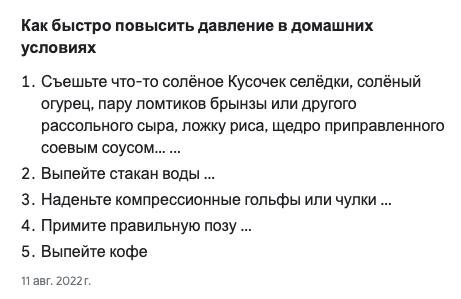 Как быстро повысить давление в домашних
условиях
1. Съешьте что-то солёное Кусочек селёдки, солёный
огурец, пару ломтиков брынзы или другого
рассольного сыра, ложку риса, щедро приправленного
соевым соусом... ...
2. Выпейте стакан воды ...
3. Наденьте компрессионные гольфы или чулки ...
4. Примите правильную позу ...
5. Выпейте кофе
11 авг. 2022 г.